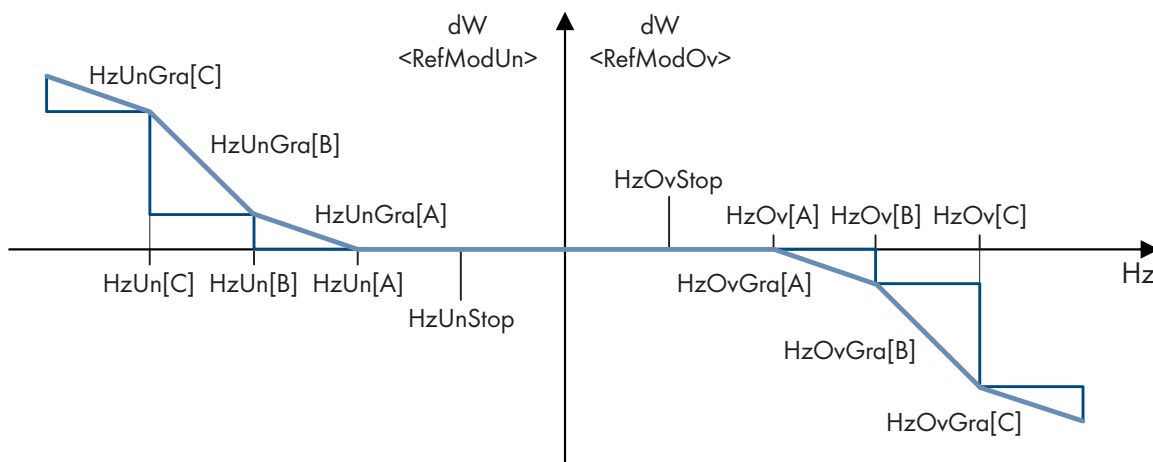 dW
<RefModUn>
dW
<RefModOv>
HzUnGra[C]
HzUnGra[B]
HzUnGra[A]
HzOvStop
HzOv[A]
HzOv[B]
HzOv[C]
HzUn[C]
HzUn[B]
HzUn[A]
HzUnStop
Hz
HzOvGra[A]
HzOvGra[B]
HzOvGra[C]